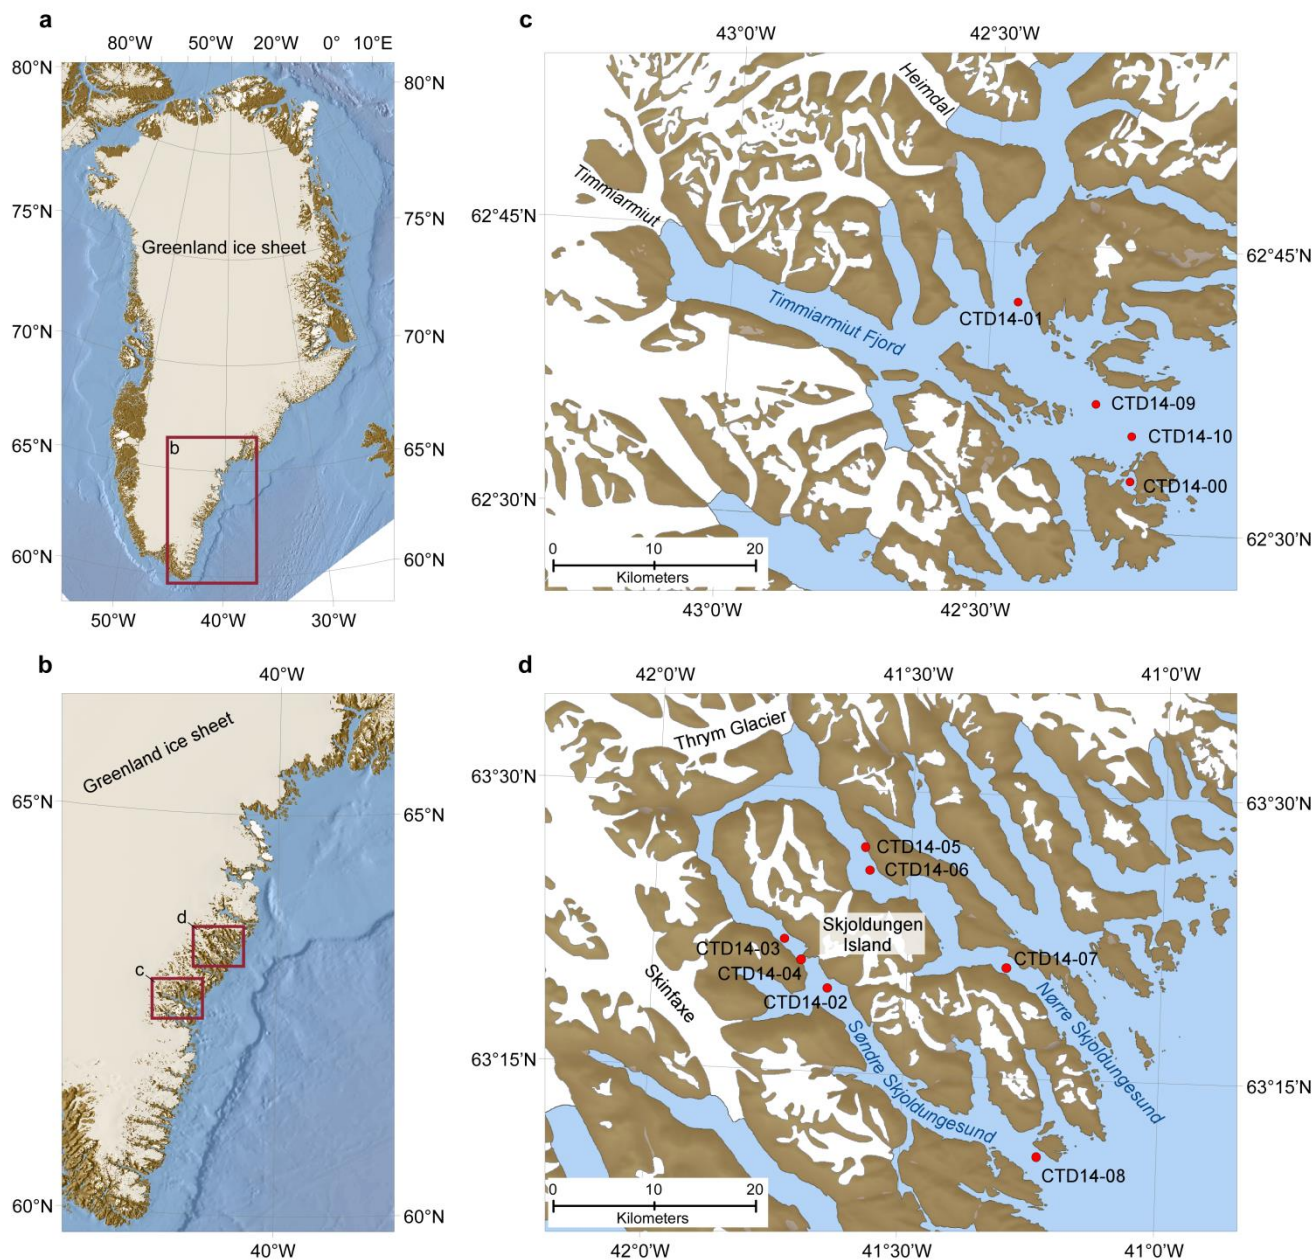 a
80°W 50°W 20°W 0° 10°E
80°N 80°N
75°N 75°N
Greenland ice sheet
70°N 70°N
65°N 65°N
b
60°N 60°N
50°W 40°W 30°W
b
40°W
Greenland ice sheet
65°N 65°N
d
c
60°N 60°N
40°W
c
43°0'W 42°30'W
Heimdal
Timmiarmiut
62°45'N 62°45'N
Timmiarmiut Fjord
CTD14-01
CTD14-09
CTD14-10
CTD14-00
62°30'N 62°30'N
0 10 20
Kilometers
43°0'W 42°30'W
d
42°0'W 41°30'W 41°0'W
Thrym Glacier
63°30'N 63°30'N
CTD14-05
CTD14-06
Skjoldungen
Island
CTD14-03
CTD14-04
CTD14-07
CTD14-02
Skinfaxe
Nørre Skjoldungesund
Søndre Skjoldungesund
63°15'N 63°15'N
CTD14-08
0 10 20
Kilometers
42°0'W 41°30'W 41°0'W